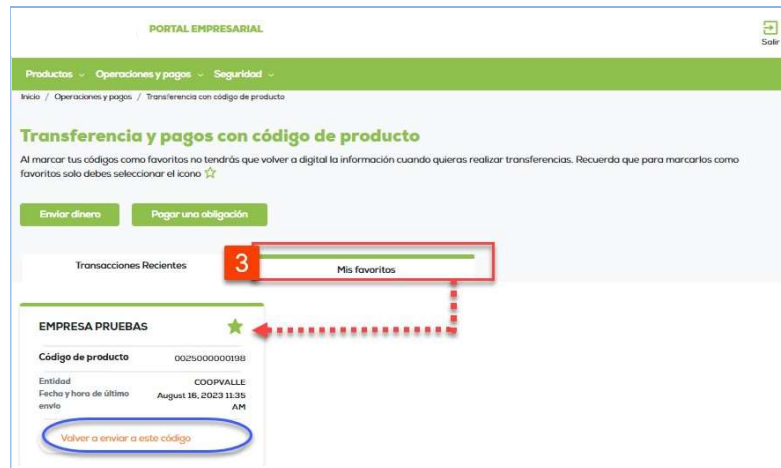 PORTAL EMPRESARIAL
Salir
Productos Operaciones y pagos Seguridad
Inicio / Operaciones y pagos / Transferencia con código de producto
Transferencia y pagos con código de producto
Al marcar tus códigos como favoritos no tendrás que volver a digital la información cuando quieras realizar transferencias. Recuerda que para marcarlos como
favoritos solo debes seleccionar el icono
Enviar dinero Pagar una obligación
Transacciones Recientes 3 Mis favoritos
EMPRESA PRUEBAS
Código de producto 0025000000198
Entidad COOPVALLE
Fecha y hora de último August 16, 2023 11:35
envío AM
Volver a enviar a este código